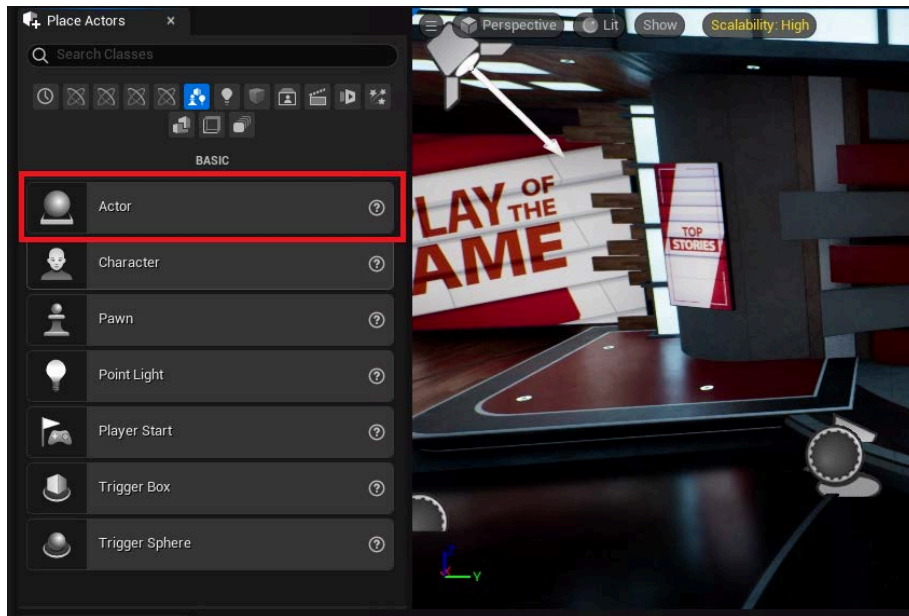 Place Actors
Search Classes
BASIC
Actor
Character
Pawn
Point Light
Player Start
Trigger Box
Trigger Sphere
Perspective
Lit
Show
Scalability: High
LAY OF
THE
AME
TOP
STORIES
Y